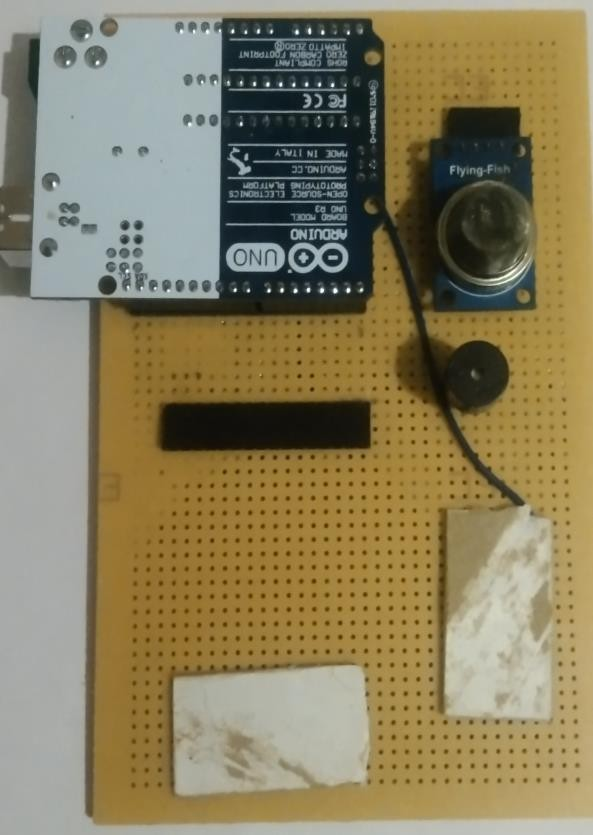 UNO
ARDUINO
BOARD MODEL
UNO R3
OPEN-SOURCE ELECTRONICS
PROTOTYPING PLATFORM
ARDUINO.CC
MADE IN ITALY
FC CE
ROHS COMPLIANT
ZERO CARBON FOOTPRINT
IMPATTO ZERO®
Flying-Fish